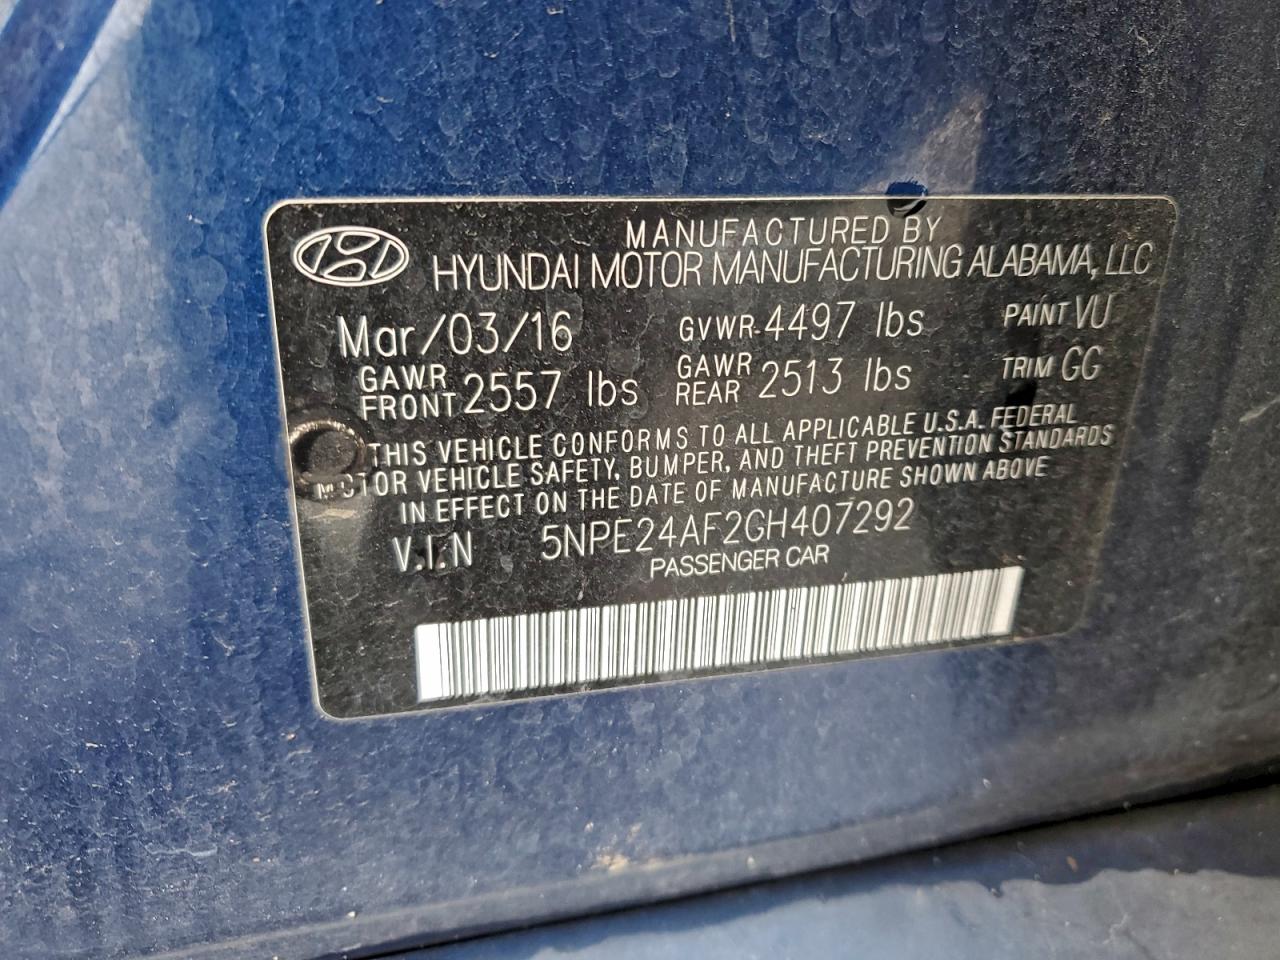 MANUFACTURED BY
HYUNDAI MOTOR MANUFACTURING ALABAMA, LLC
Mar/03/16 GVWR 4497 lbs PAINT VU
GAWR FRONT 2557 lbs GAWR REAR 2513 lbs TRIM GG
THIS VEHICLE CONFORMS TO ALL APPLICABLE U.S.A. FEDERAL
MOTOR VEHICLE SAFETY, BUMPER, AND THEFT PREVENTION STANDARDS
IN EFFECT ON THE DATE OF MANUFACTURE SHOWN ABOVE
V.I.N 5NPE24AF2GH407292
PASSENGER CAR